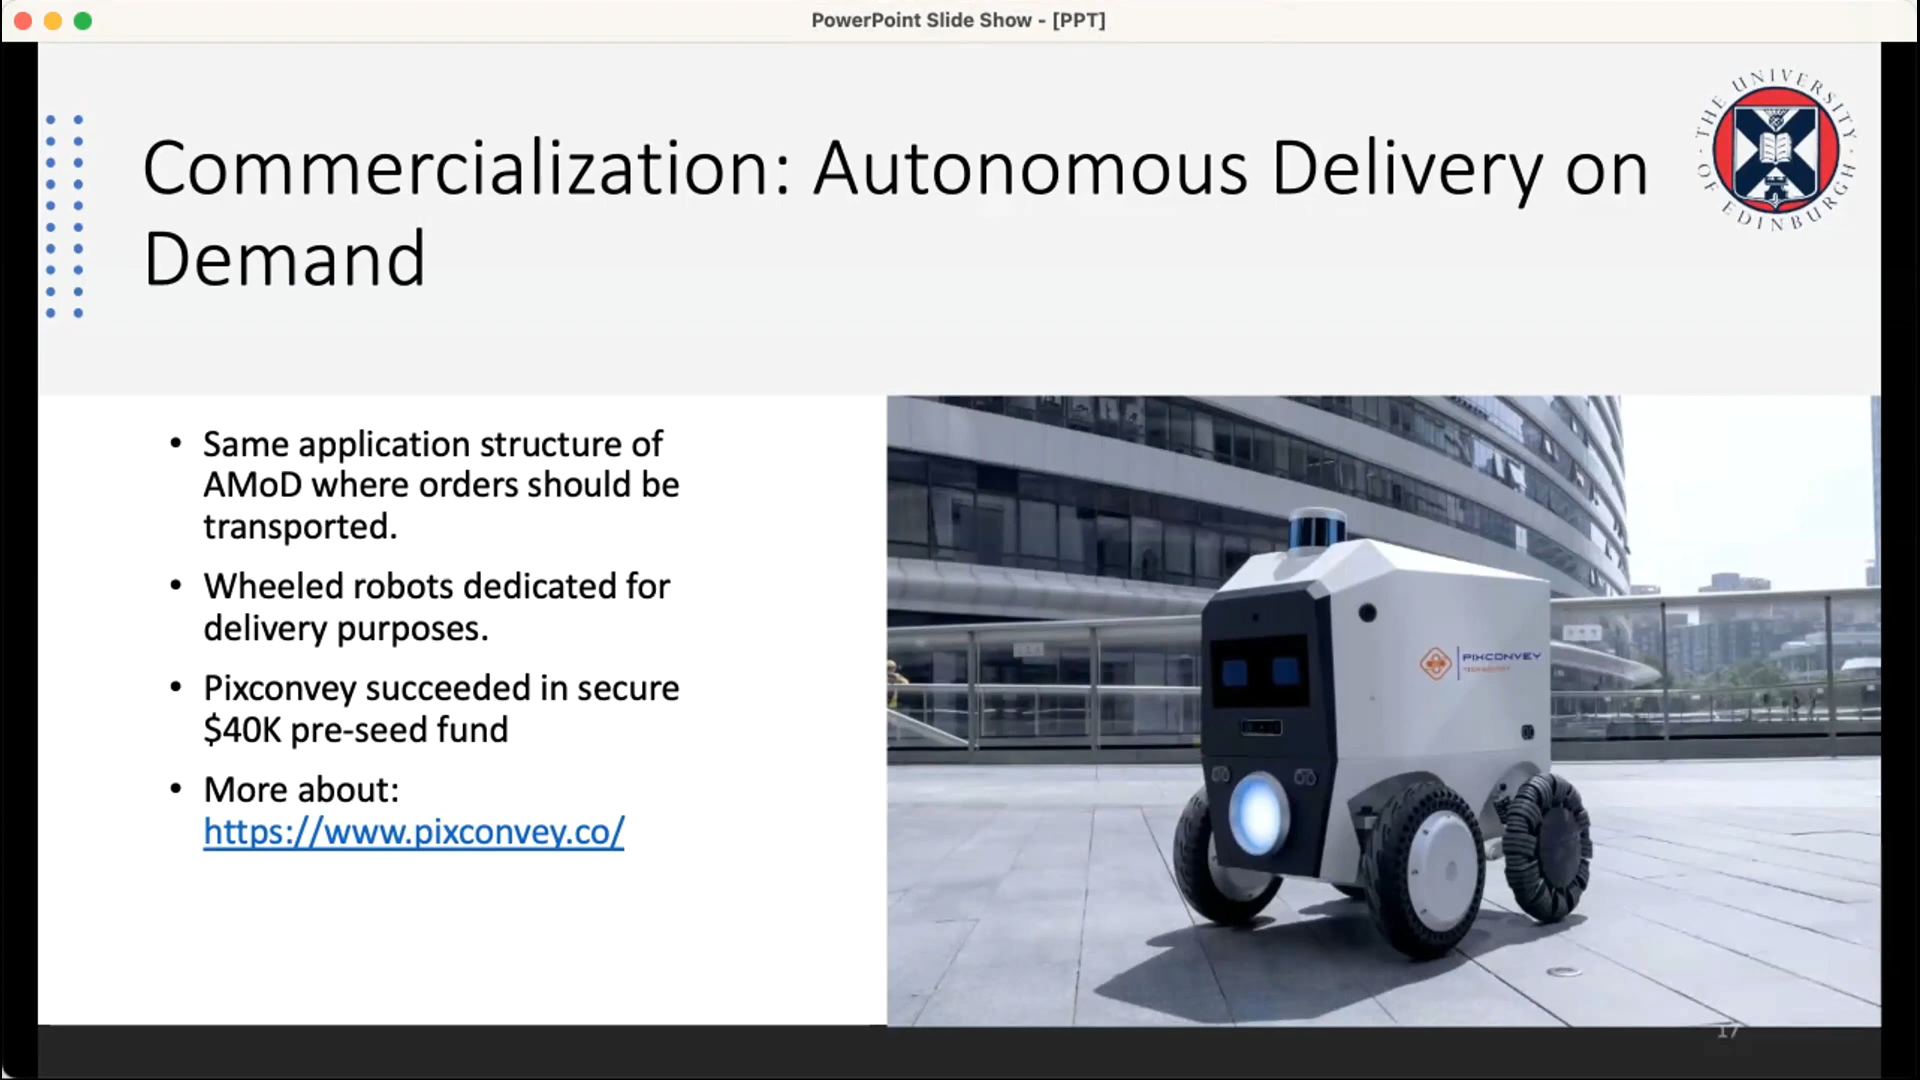 PowerPoint Slide Show - [PPT]
THE UNIVERSITY OF EDINBURGH
Commercialization: Autonomous Delivery on
Demand
• Same application structure of
AMoD where orders should be
transported.
• Wheeled robots dedicated for
delivery purposes.
• Pixconvey succeeded in secure
$40K pre-seed fund
• More about:
https://www.pixconvey.co/
PIXCONVEY
17